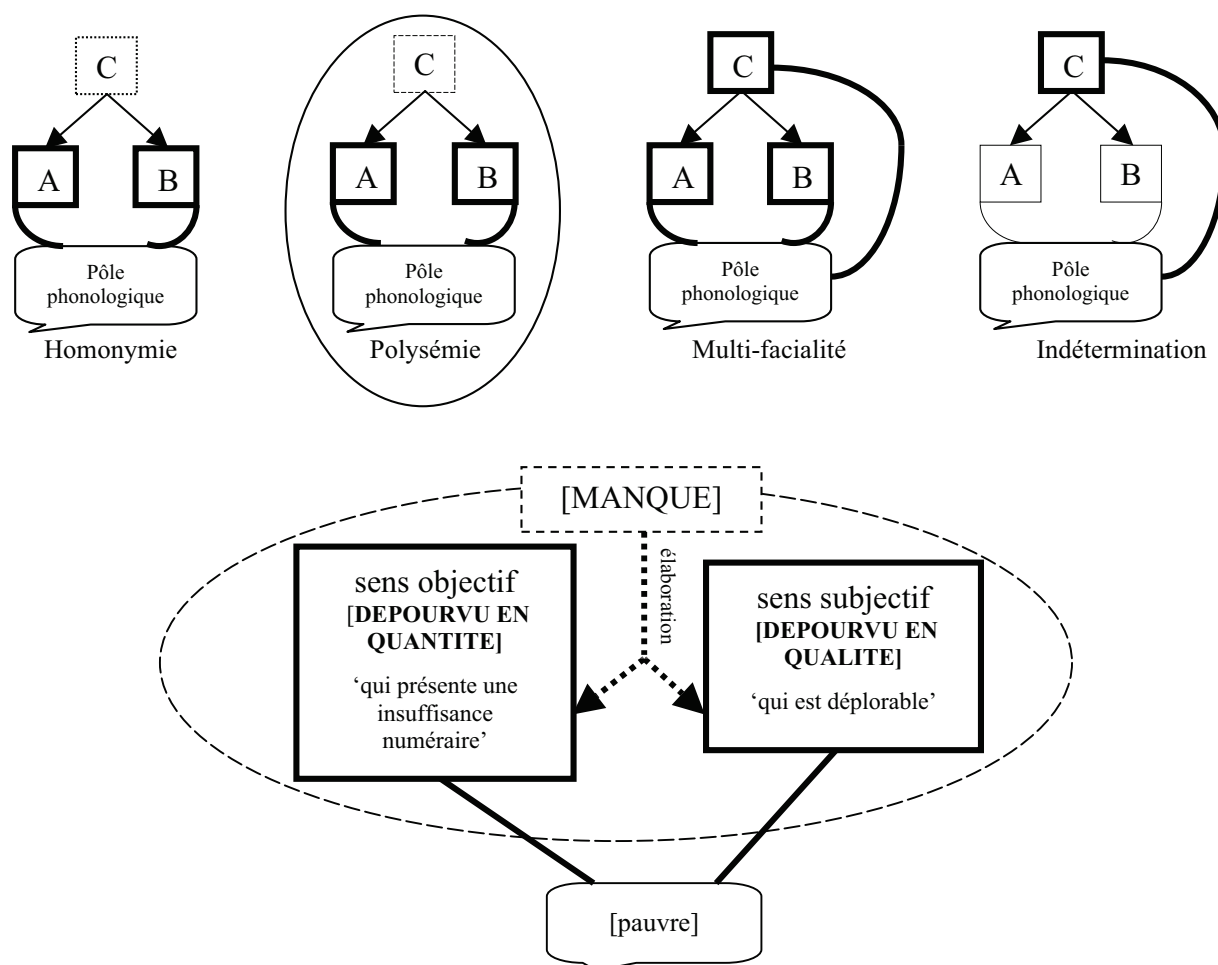 C
A
B
Pôle
phonologique
Homonymie
C
A
B
Pôle
phonologique
Polysémie
C
A
B
Pôle
phonologique
Multi-facialité
C
A
B
Pôle
phonologique
Indétermination
[MANQUE]
élaboration
sens objectif
[DEPOURVU EN
QUANTITE]
‘qui présente une
insuffisance
numéraire’
sens subjectif
[DEPOURVU EN
QUALITE]
‘qui est déplorable’
[pauvre]